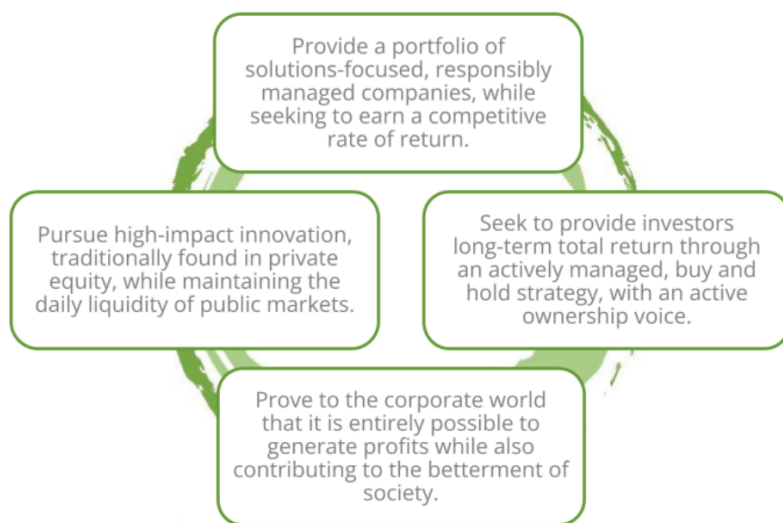 Provide a portfolio of
solutions-focused, responsibly
managed companies, while
seeking to earn a competitive
rate of return.
Pursue high-impact innovation,
traditionally found in private
equity, while maintaining the
daily liquidity of public markets.
Seek to provide investors
long-term total return through
an actively managed, buy and
hold strategy, with an active
ownership voice.
Prove to the corporate world
that it is entirely possible to
generate profits while also
contributing to the betterment of
society.